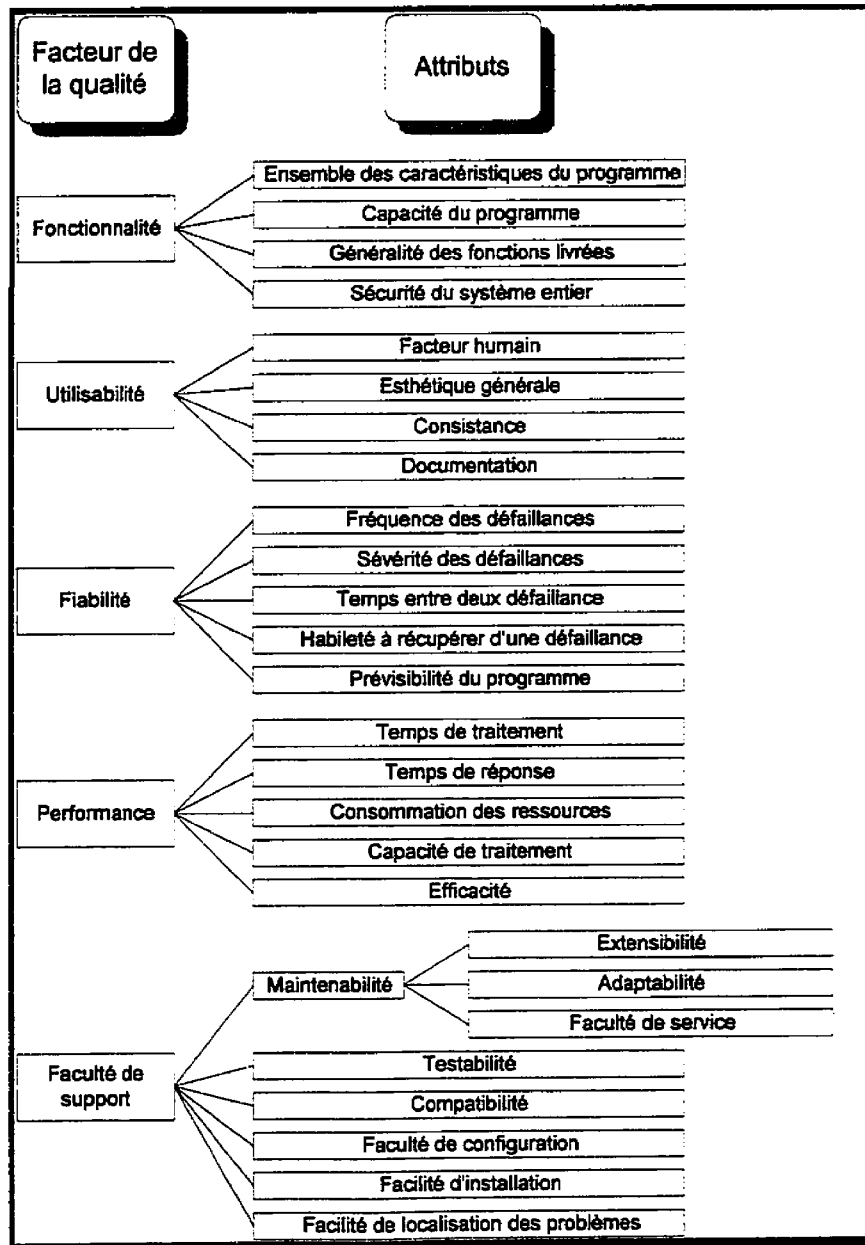 Facteur de
la qualité
Attributs
Fonctionnalité
Ensemble des caractéristiques du programme
Capacité du programme
Généralité des fonctions livrées
Sécurité du système entier
Utilisabilité
Facteur humain
Esthétique générale
Consistance
Documentation
Fiabilité
Fréquence des défaillances
Sévérité des défaillances
Temps entre deux défaillance
Habileté à récupérer d'une défaillance
Prévisibilité du programme
Performance
Temps de traitement
Temps de réponse
Consommation des ressources
Capacité de traitement
Efficacité
Faculté de
support
Maintenabilité
Extensibilité
Adaptabilité
Faculté de service
Testabilité
Compatibilité
Faculté de configuration
Facilité d'installation
Facilité de localisation des problèmes